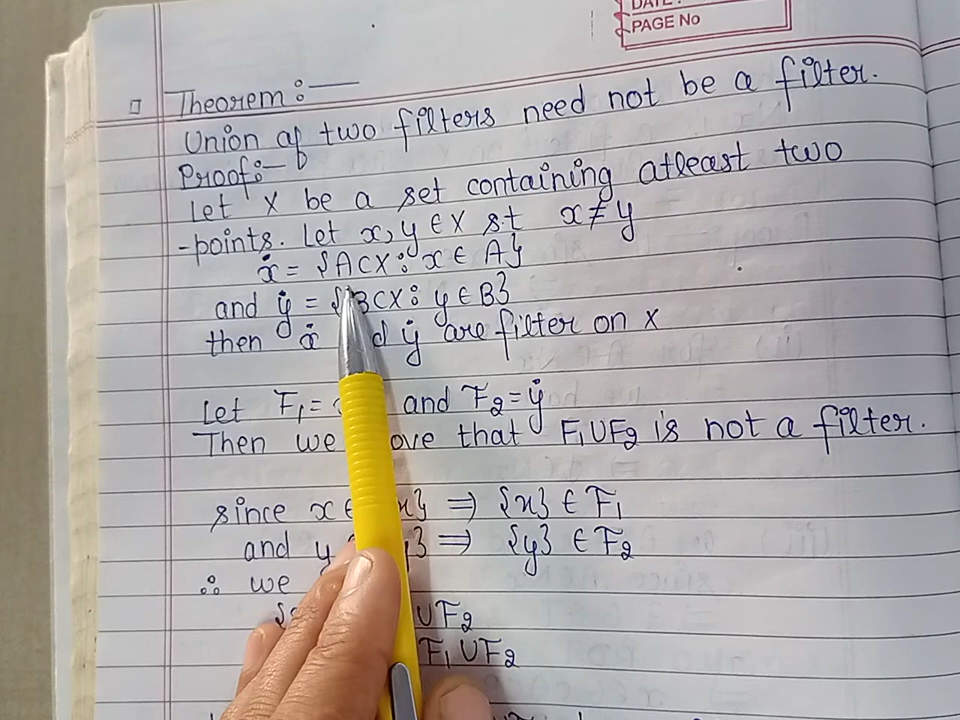 DATE:
PAGE No
Theorem :—
Union of two filters need not be a filter.
Proof:-
Let X be a set containing atleast two
-points. Let x, y ∈ X s.t x ≠ y
ẋ = {A⊂X : x ∈ A}
and ẏ = {B⊂X : y ∈ B}
then ẋ ẏ are filter on X
Let F₁ = and F₂ = ẏ
Then we that F₁∪F₂ is not a filter.
since x ∈ } ⇒ {x} ∈ F₁
and y } ⇒ {y} ∈ F₂
∴ we
∪F₂
F₁∪F₂